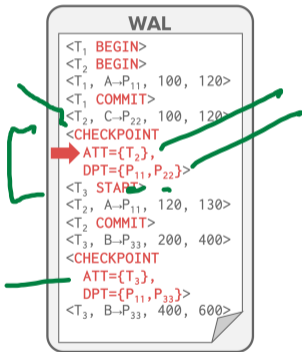 WAL
<T1 BEGIN>
<T2 BEGIN>
<T1, A→P11, 100, 120>
<T1 COMMIT>
<T2, C→P22, 100, 120>
<CHECKPOINT
ATT={T2},
DPT={P11,P22}>
<T3 START>
<T2, A→P11, 120, 130>
<T2 COMMIT>
<T3, B→P33, 200, 400>
<CHECKPOINT
ATT={T3},
DPT={P11,P33}>
<T3, B→P33, 400, 600>